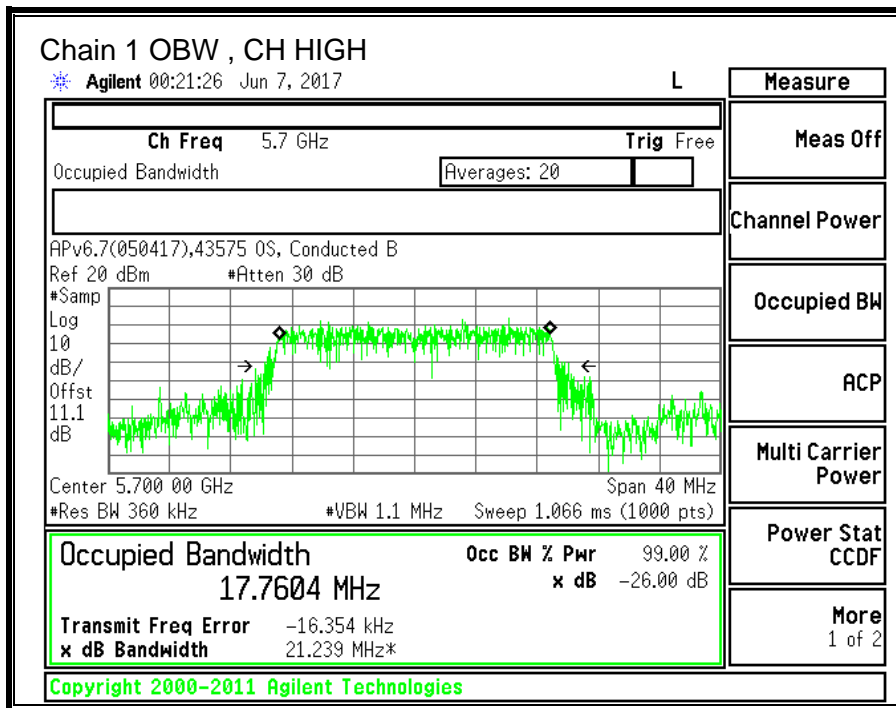 Chain 1 OBW , CH HIGH
Agilent 00:21:26 Jun 7, 2017 L
Measure
Ch Freq 5.7 GHz Trig Free
Occupied Bandwidth Averages: 20
APv6.7(050417),43575 OS, Conducted B
Ref 20 dBm #Atten 30 dB
#Samp
Log
10
dB/
Offst
11.1
dB
Center 5.700 00 GHz Span 40 MHz
#Res BW 360 kHz #VBW 1.1 MHz Sweep 1.066 ms (1000 pts)
Occupied Bandwidth Occ BW % Pwr 99.00 %
17.7604 MHz x dB -26.00 dB
Transmit Freq Error -16.354 kHz
x dB Bandwidth 21.239 MHz*
Meas Off
Channel Power
Occupied BW
ACP
Multi Carrier
Power
Power Stat
CCDF
More
1 of 2
Copyright 2000-2011 Agilent Technologies